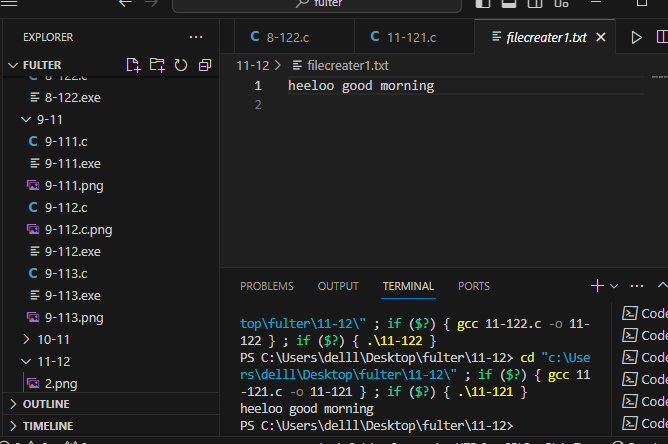 fulter
EXPLORER
8-122.c
11-121.c
filecreater1.txt
FULTER
8-122.c
8-122.exe
9-11
9-111.c
9-111.exe
9-111.png
9-112.c
9-112.c.png
9-112.exe
9-113.c
9-113.exe
9-113.png
10-11
11-12
2.png
OUTLINE
TIMELINE
11-12 > filecreater1.txt
1 heeloo good morning
2
PROBLEMS OUTPUT TERMINAL PORTS
top\fulter\11-12\" ; if ($?) { gcc 11-122.c -o 11-
122 } ; if ($?) { .\11-122 }
PS C:\Users\delll\Desktop\fulter\11-12> cd "c:\Use
rs\delll\Desktop\fulter\11-12\" ; if ($?) { gcc 11
-121.c -o 11-121 } ; if ($?) { .\11-121 }
heeloo good morning
PS C:\Users\delll\Desktop\fulter\11-12>
Code
Code
Code
Code
Code
Code